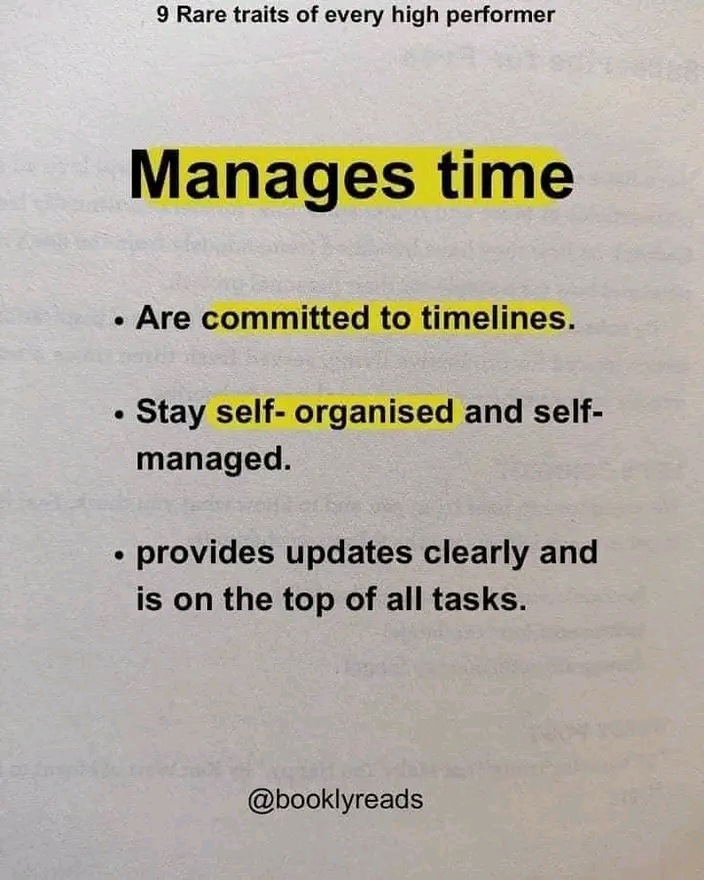 9 Rare traits of every high performer
Manages time
• Are committed to timelines.
• Stay self- organised and self-
managed.
• provides updates clearly and
is on the top of all tasks.
@booklyreads